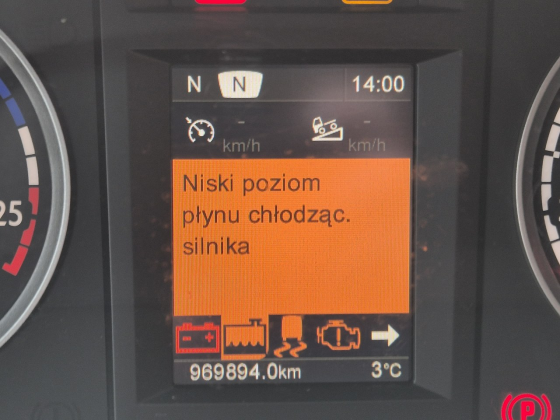 N N 14:00
- -
km/h km/h
Niski poziom
płynu chłodząc.
silnika
969894.0km 3°C
25
P